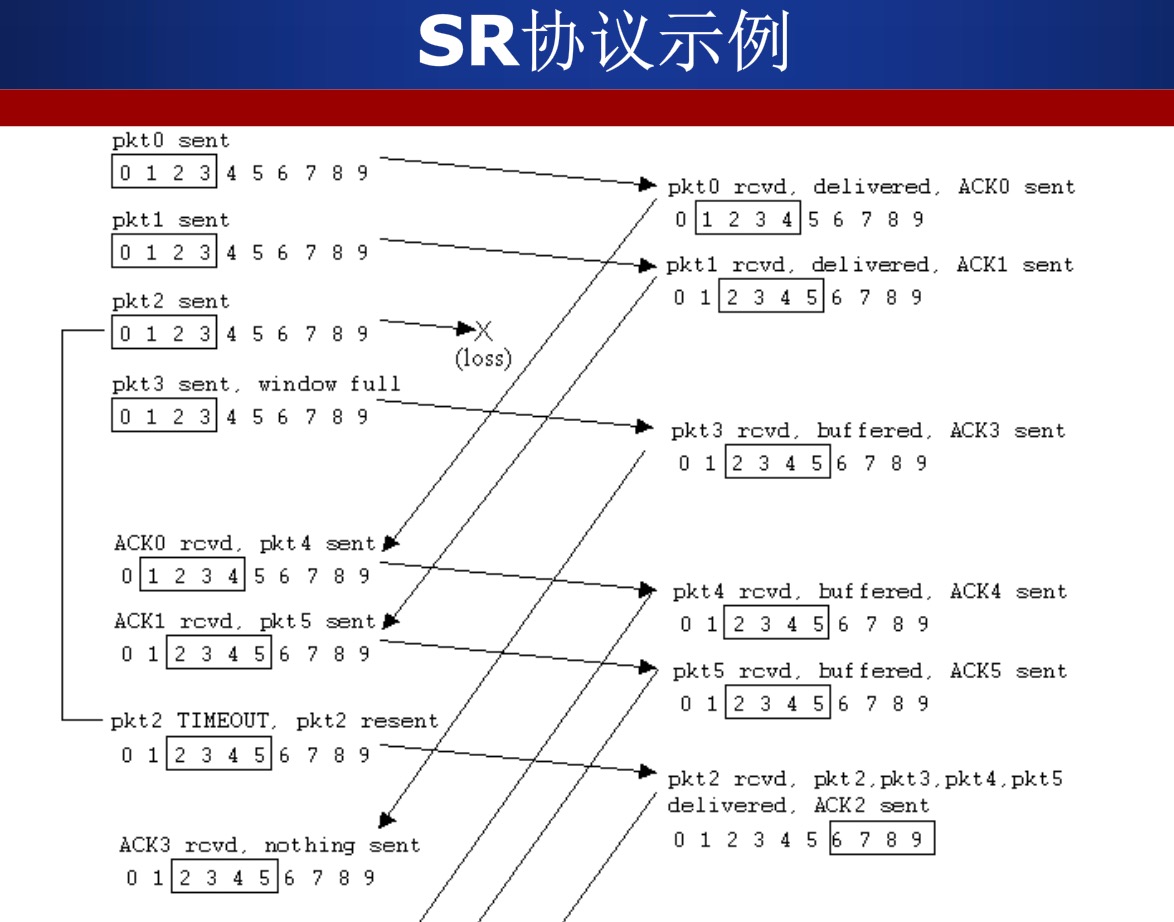 SR协议示例
pkt0 sent
0 1 2 3 4 5 6 7 8 9
pkt1 sent
0 1 2 3 4 5 6 7 8 9
pkt2 sent
0 1 2 3 4 5 6 7 8 9
X
(loss)
pkt3 sent, window full
0 1 2 3 4 5 6 7 8 9
ACK0 rcvd, pkt4 sent
0 1 2 3 4 5 6 7 8 9
ACK1 rcvd, pkt5 sent
0 1 2 3 4 5 6 7 8 9
pkt2 TIMEOUT, pkt2 resent
0 1 2 3 4 5 6 7 8 9
ACK3 rcvd, nothing sent
0 1 2 3 4 5 6 7 8 9
pkt0 rcvd, delivered, ACK0 sent
0 1 2 3 4 5 6 7 8 9
pkt1 rcvd, delivered, ACK1 sent
0 1 2 3 4 5 6 7 8 9
pkt3 rcvd, buffered, ACK3 sent
0 1 2 3 4 5 6 7 8 9
pkt4 rcvd, buffered, ACK4 sent
0 1 2 3 4 5 6 7 8 9
pkt5 rcvd, buffered, ACK5 sent
0 1 2 3 4 5 6 7 8 9
pkt2 rcvd, pkt2,pkt3,pkt4,pkt5
delivered, ACK2 sent
0 1 2 3 4 5 6 7 8 9